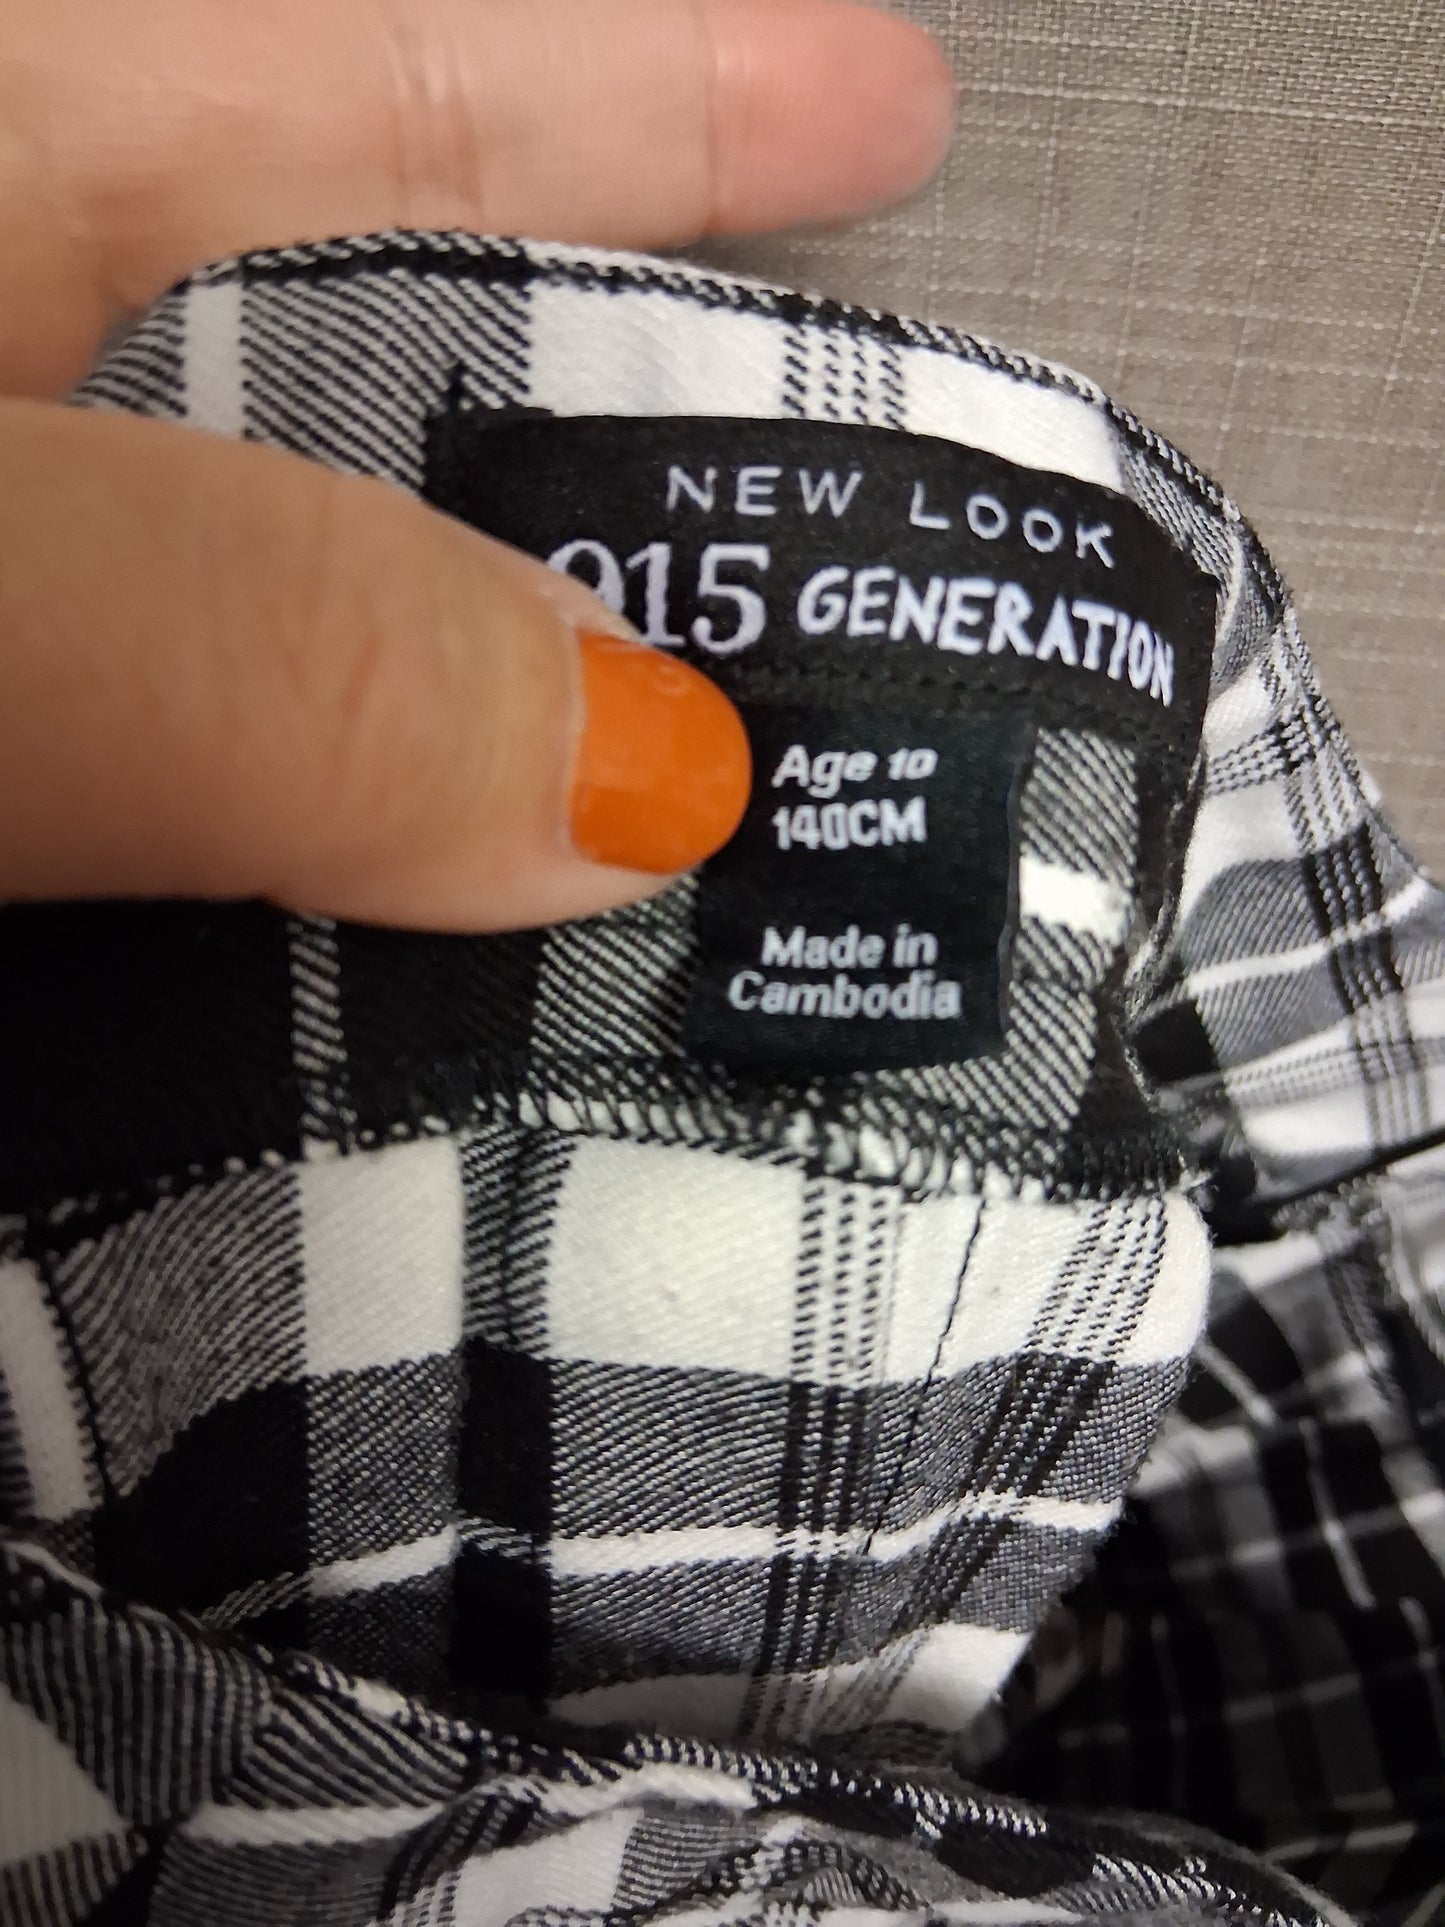 NEW LOOK
915 GENERATION
Age 10
140CM
Made in
Cambodia